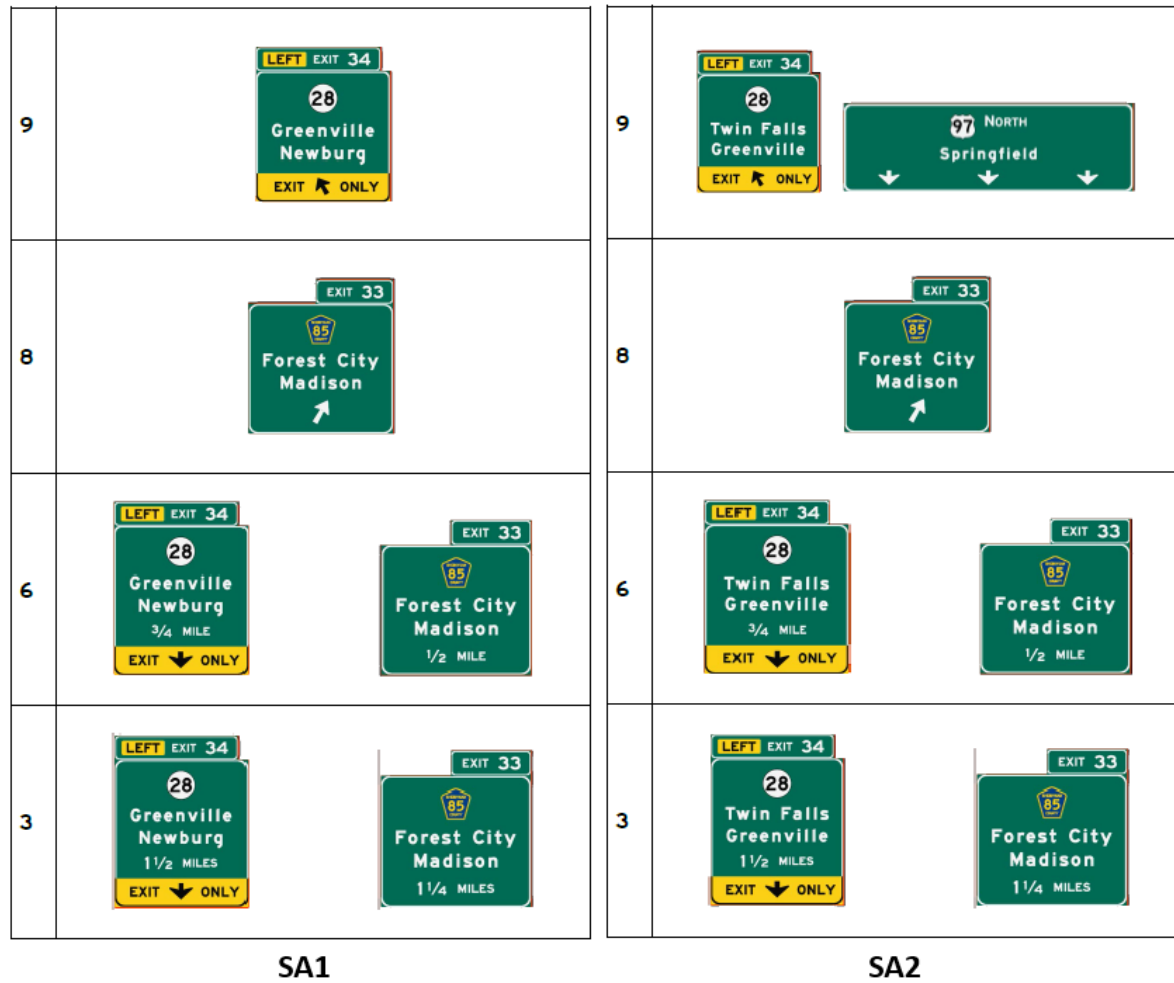 9
LEFT EXIT 34
28
Greenville
Newburg
EXIT ONLY
8
EXIT 33
85
Forest City
Madison
6
LEFT EXIT 34
28
Greenville
Newburg
3/4 MILE
EXIT ONLY
EXIT 33
85
Forest City
Madison
1/2 MILE
3
LEFT EXIT 34
28
Greenville
Newburg
1 1/2 MILES
EXIT ONLY
EXIT 33
85
Forest City
Madison
1 1/4 MILES
SA1
9
LEFT EXIT 34
28
Twin Falls
Greenville
EXIT ONLY
97 NORTH
Springfield
8
EXIT 33
85
Forest City
Madison
6
LEFT EXIT 34
28
Twin Falls
Greenville
3/4 MILE
EXIT ONLY
EXIT 33
85
Forest City
Madison
1/2 MILE
3
LEFT EXIT 34
28
Twin Falls
Greenville
1 1/2 MILES
EXIT ONLY
EXIT 33
85
Forest City
Madison
1 1/4 MILES
SA2